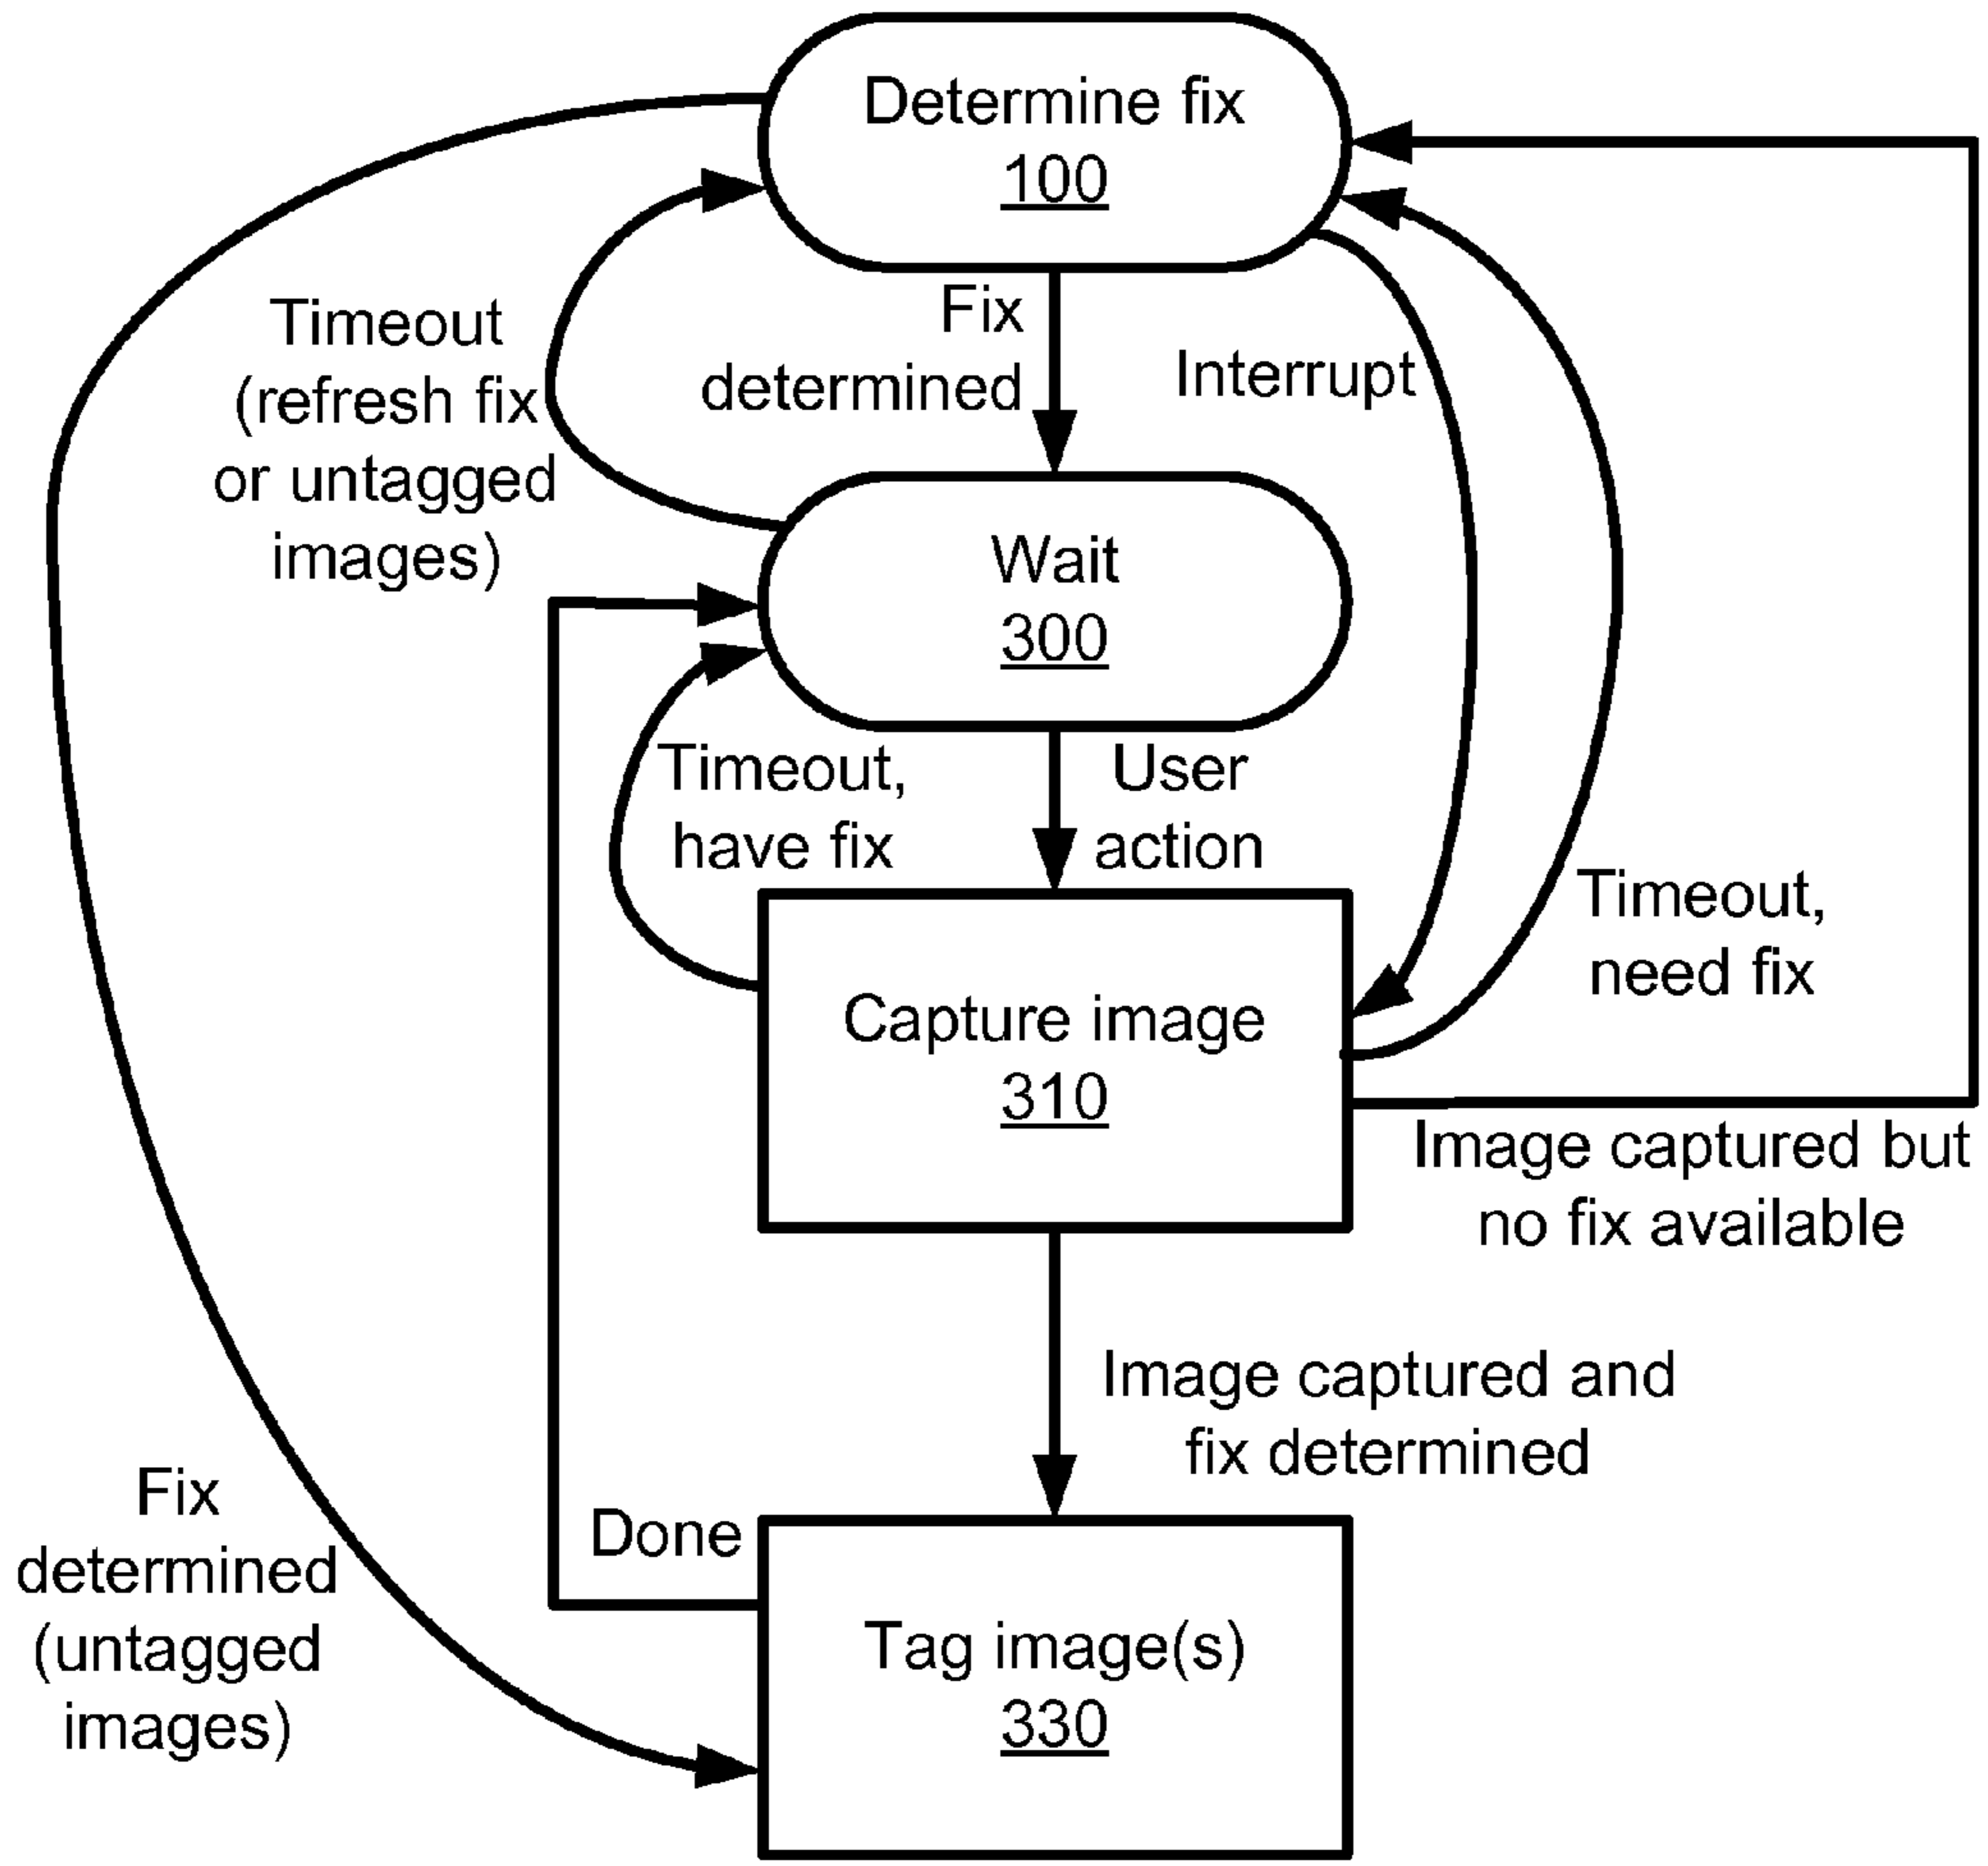 Determine fix
100
Timeout
(refresh fix
or untagged
images)
Fix
determined
Interrupt
Wait
300
Timeout,
have fix
User
action
Timeout,
need fix
Capture image
310
Image captured but
no fix available
Image captured and
fix determined
Fix
determined
(untagged
images)
Done
Tag image(s)
330